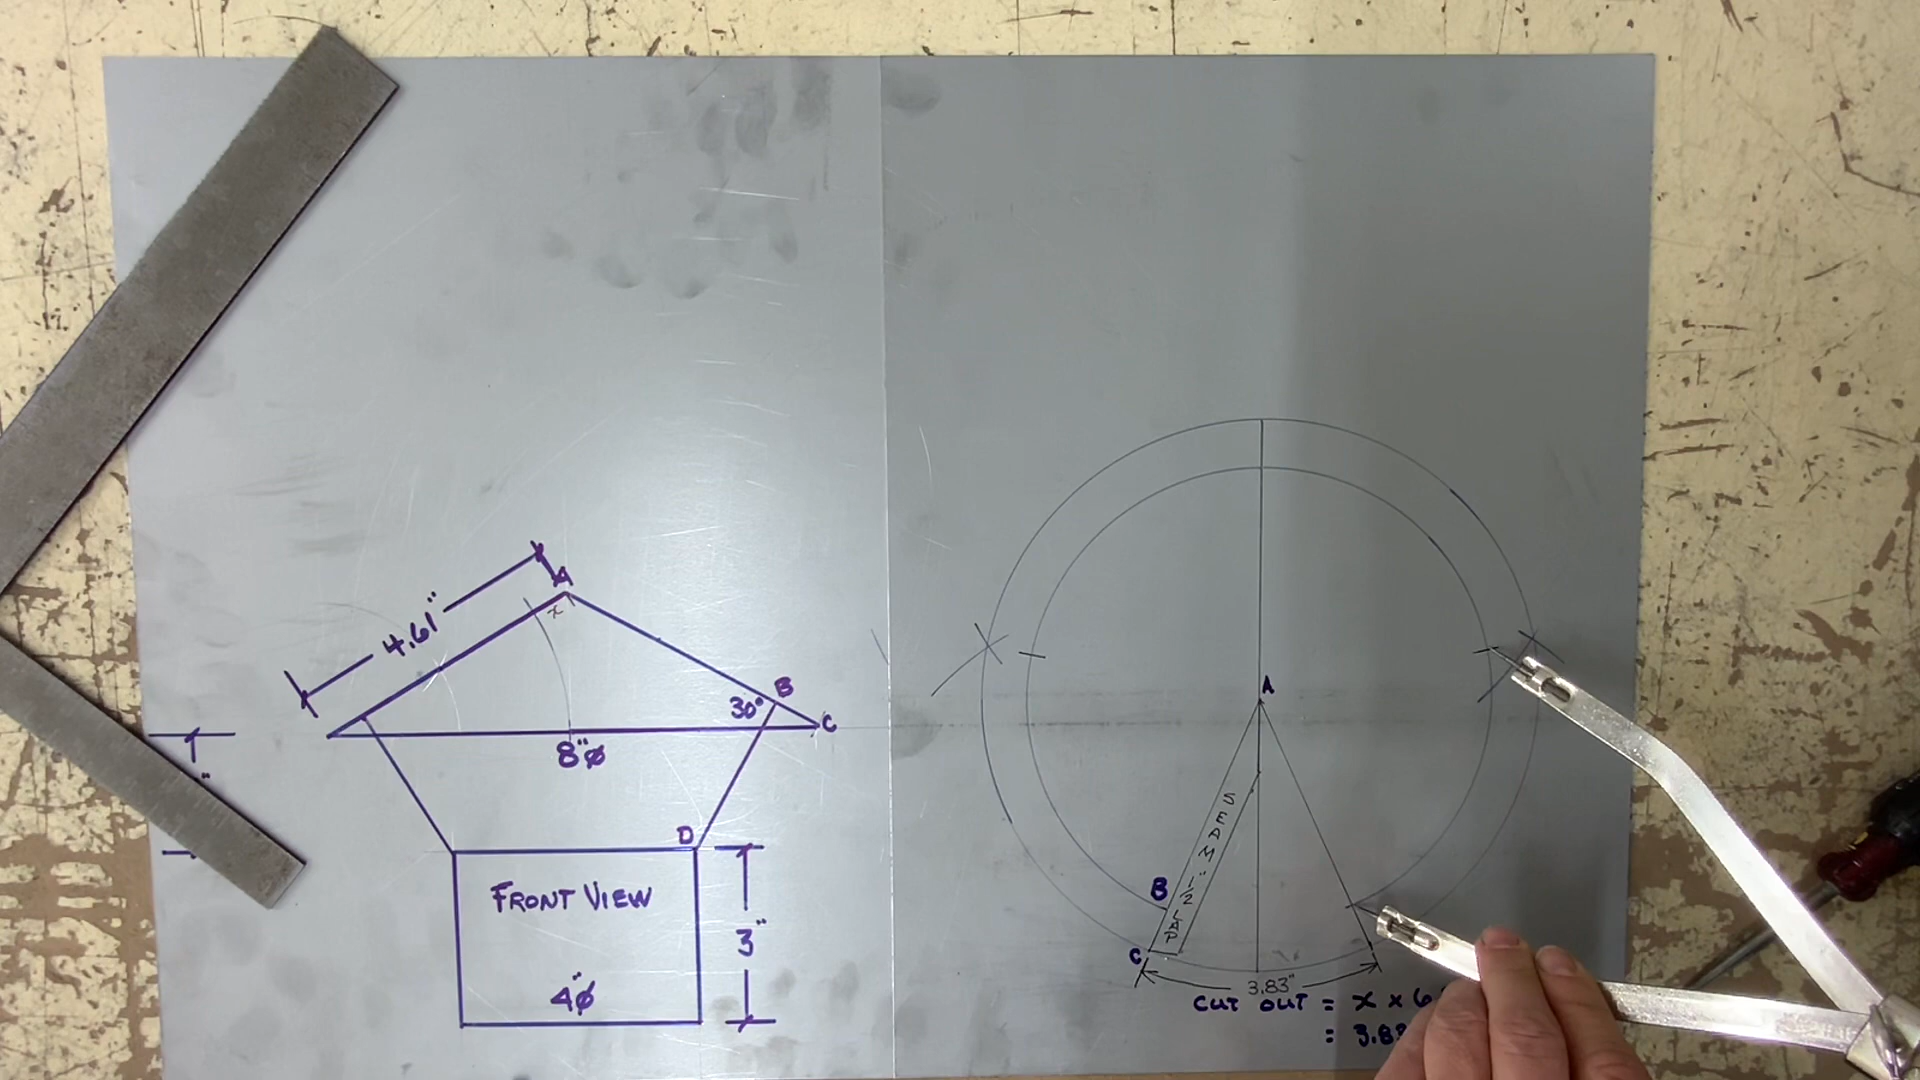 4.61"
A
x
B
30°
C
8"ø
D
FRONT VIEW
3"
4"ø
A
SEAM = 1/2 LAP
B
C
3.83"
CUT OUT = x x 6
= 3.8